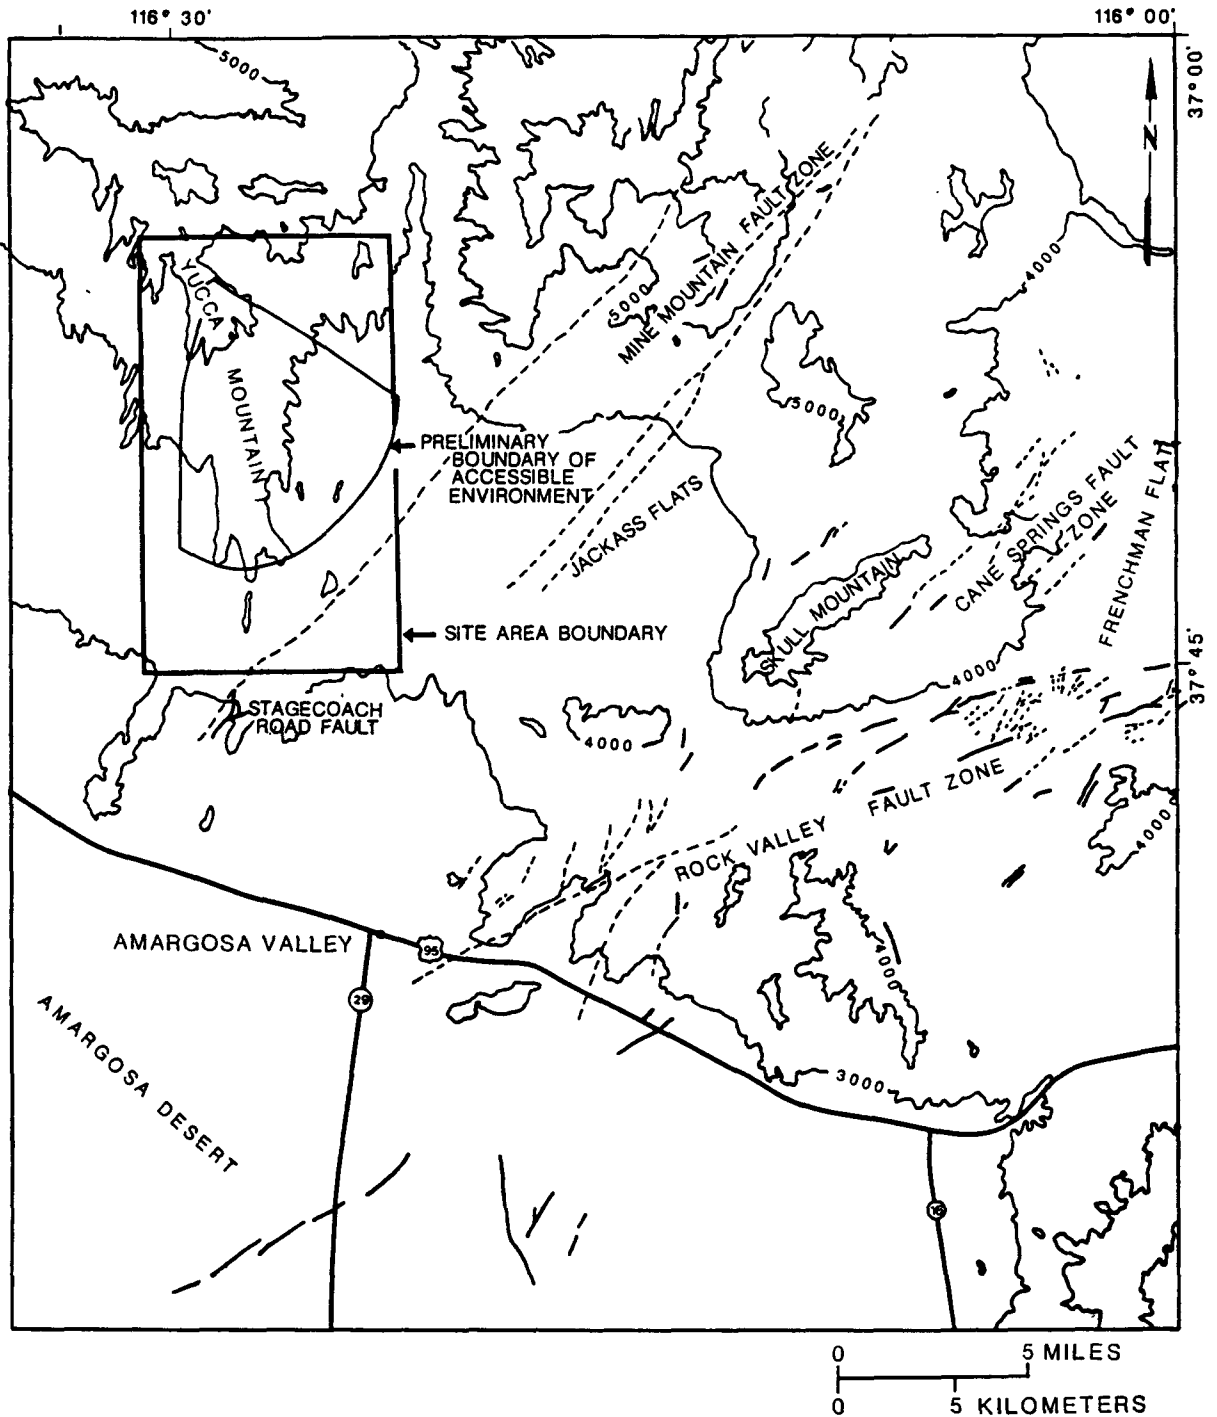 116° 30'
116° 00'
37° 00'
5000
N
MINE MOUNTAIN FAULT ZONE
4000
YUCCA
MOUNTAIN
5000
5000
PRELIMINARY
BOUNDARY OF
ACCESSIBLE
ENVIRONMENT
JACKASS FLATS
CANE SPRINGS FAULT
ZONE
FRENCHMAN FLAT
SKULL MOUNTAIN
SITE AREA BOUNDARY
37° 45'
4000
STAGECOACH
ROAD FAULT
4000
ROCK VALLEY FAULT ZONE
4000
AMARGOSA VALLEY
95
4000
29
AMARGOSA DESERT
3000
16
0 5 MILES
0 5 KILOMETERS